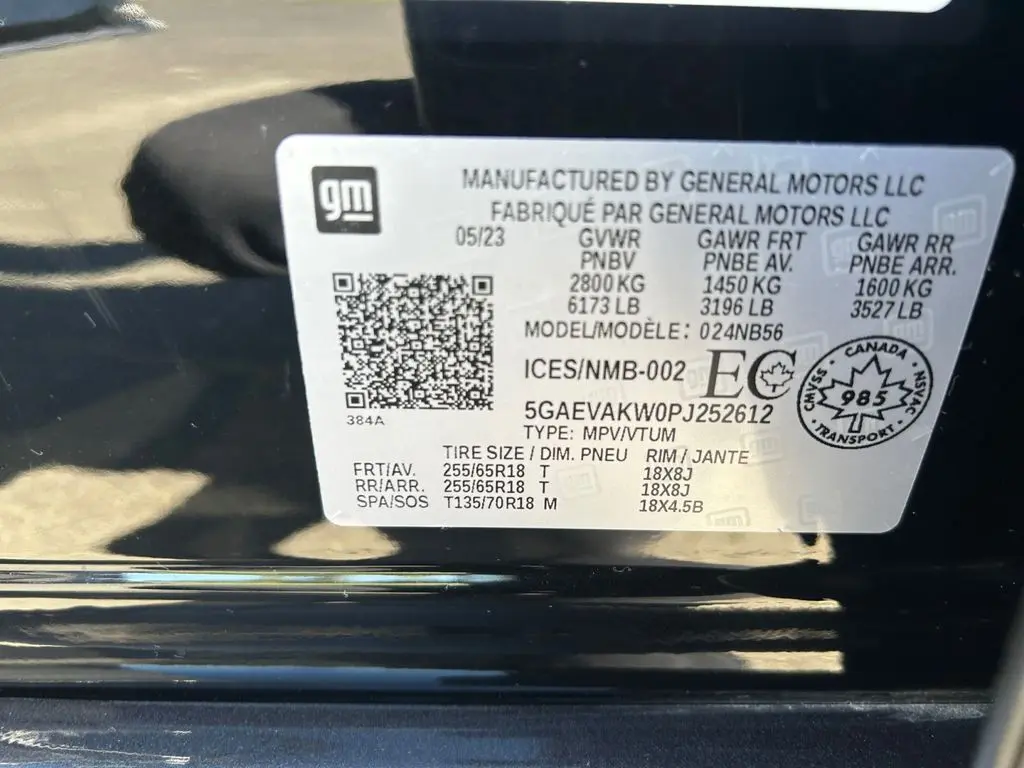 gm
MANUFACTURED BY GENERAL MOTORS LLC
FABRIQUÉ PAR GENERAL MOTORS LLC
05/23 GVWR GAWR FRT GAWR RR
PNBV PNBE AV. PNBE ARR.
2800 KG 1450 KG 1600 KG
6173 LB 3196 LB 3527 LB
MODEL/MODÈLE: 024NB56
ICES/NMB-002 EC
CANADA
CMVSS 985 NSVAC
TRANSPORT
384A
5GAEVAKW0PJ252612
TYPE: MPV/VTUM
TIRE SIZE / DIM. PNEU RIM / JANTE
FRT/AV. 255/65R18 T 18X8J
RR/ARR. 255/65R18 T 18X8J
SPA/SOS T135/70R18 M 18X4.5B